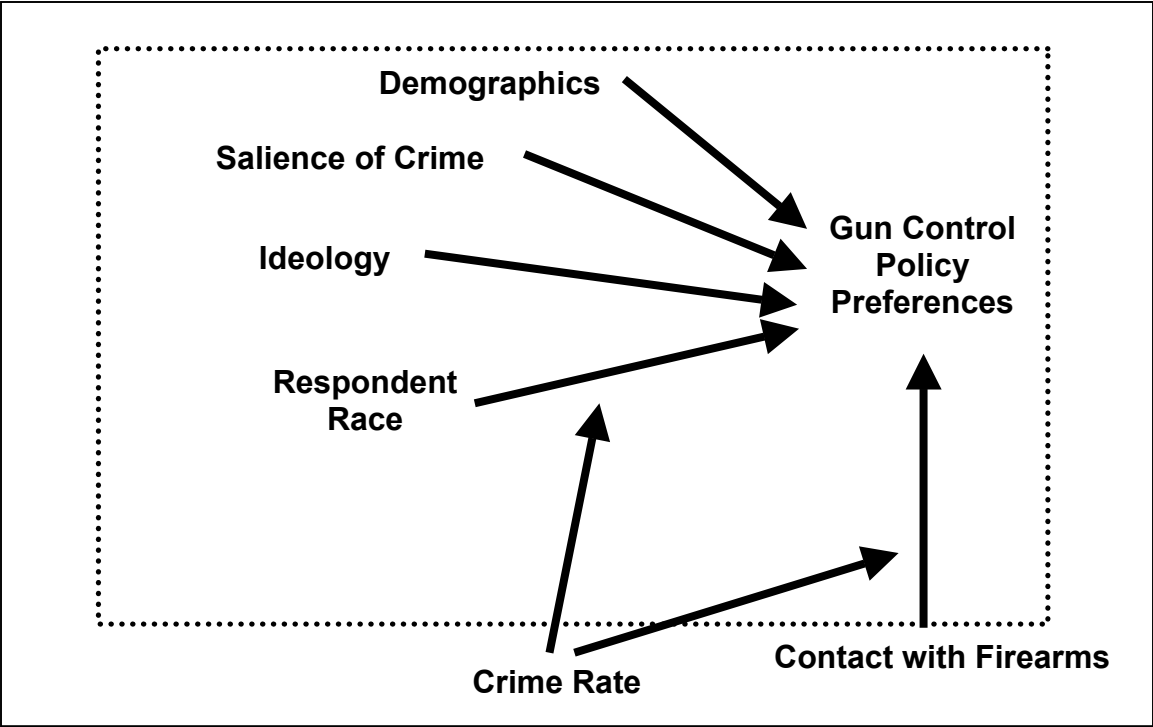 Demographics
Salience of Crime
Gun Control
Policy
Preferences
Ideology
Respondent
Race
Contact with Firearms
Crime Rate